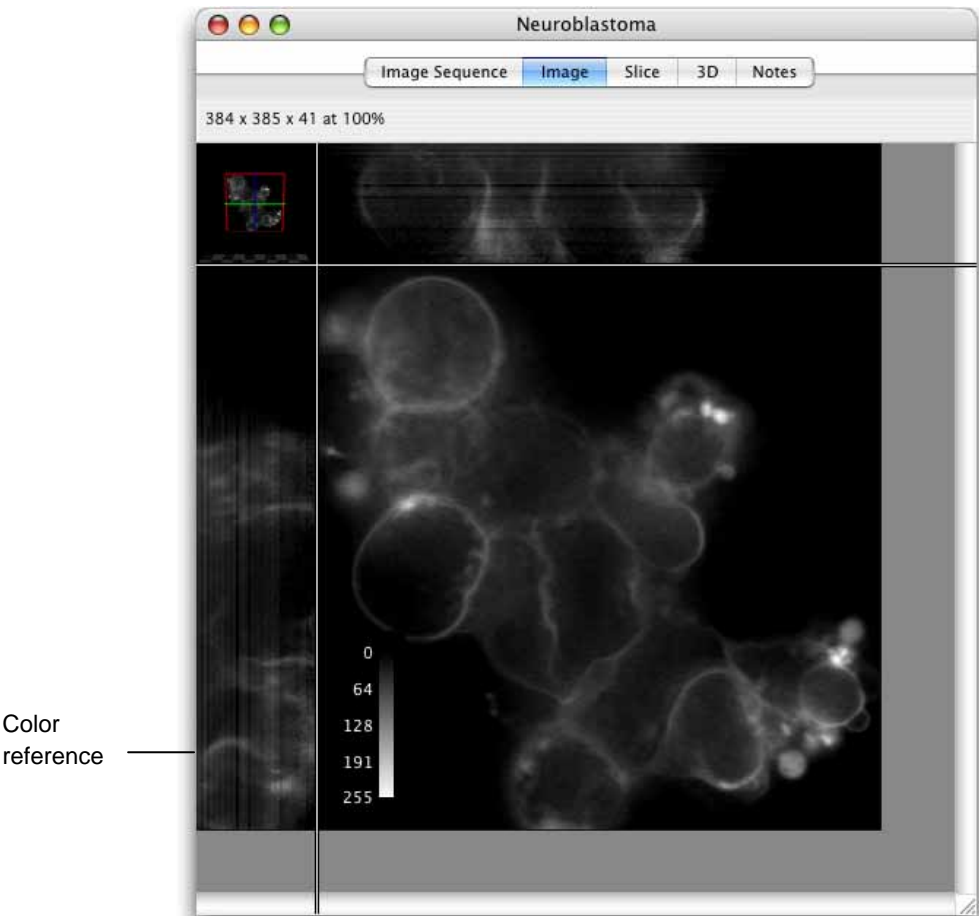 Neuroblastoma
Image Sequence Image Slice 3D Notes
384 x 385 x 41 at 100%
0
64
128
191
255
Color
reference